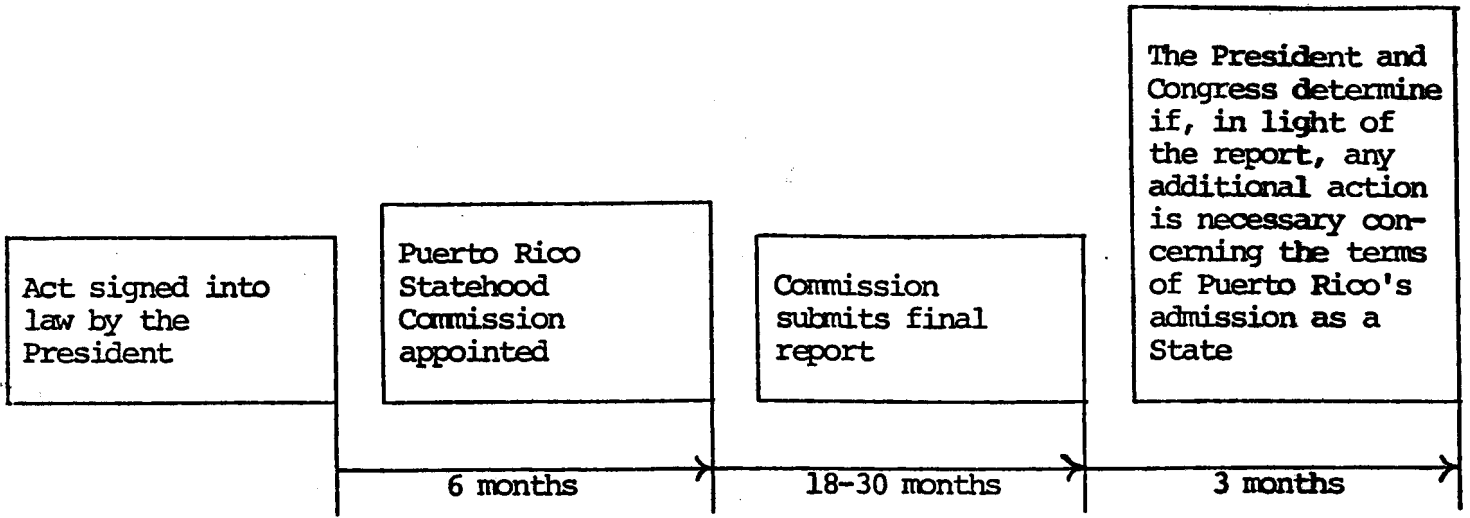 Act signed into
law by the
President
Puerto Rico
Statehood
Commission
appointed
Commission
submits final
report
The President and
Congress determine
if, in light of
the report, any
additional action
is necessary con-
cerning the terms
of Puerto Rico's
admission as a
State
6 months
18-30 months
3 months